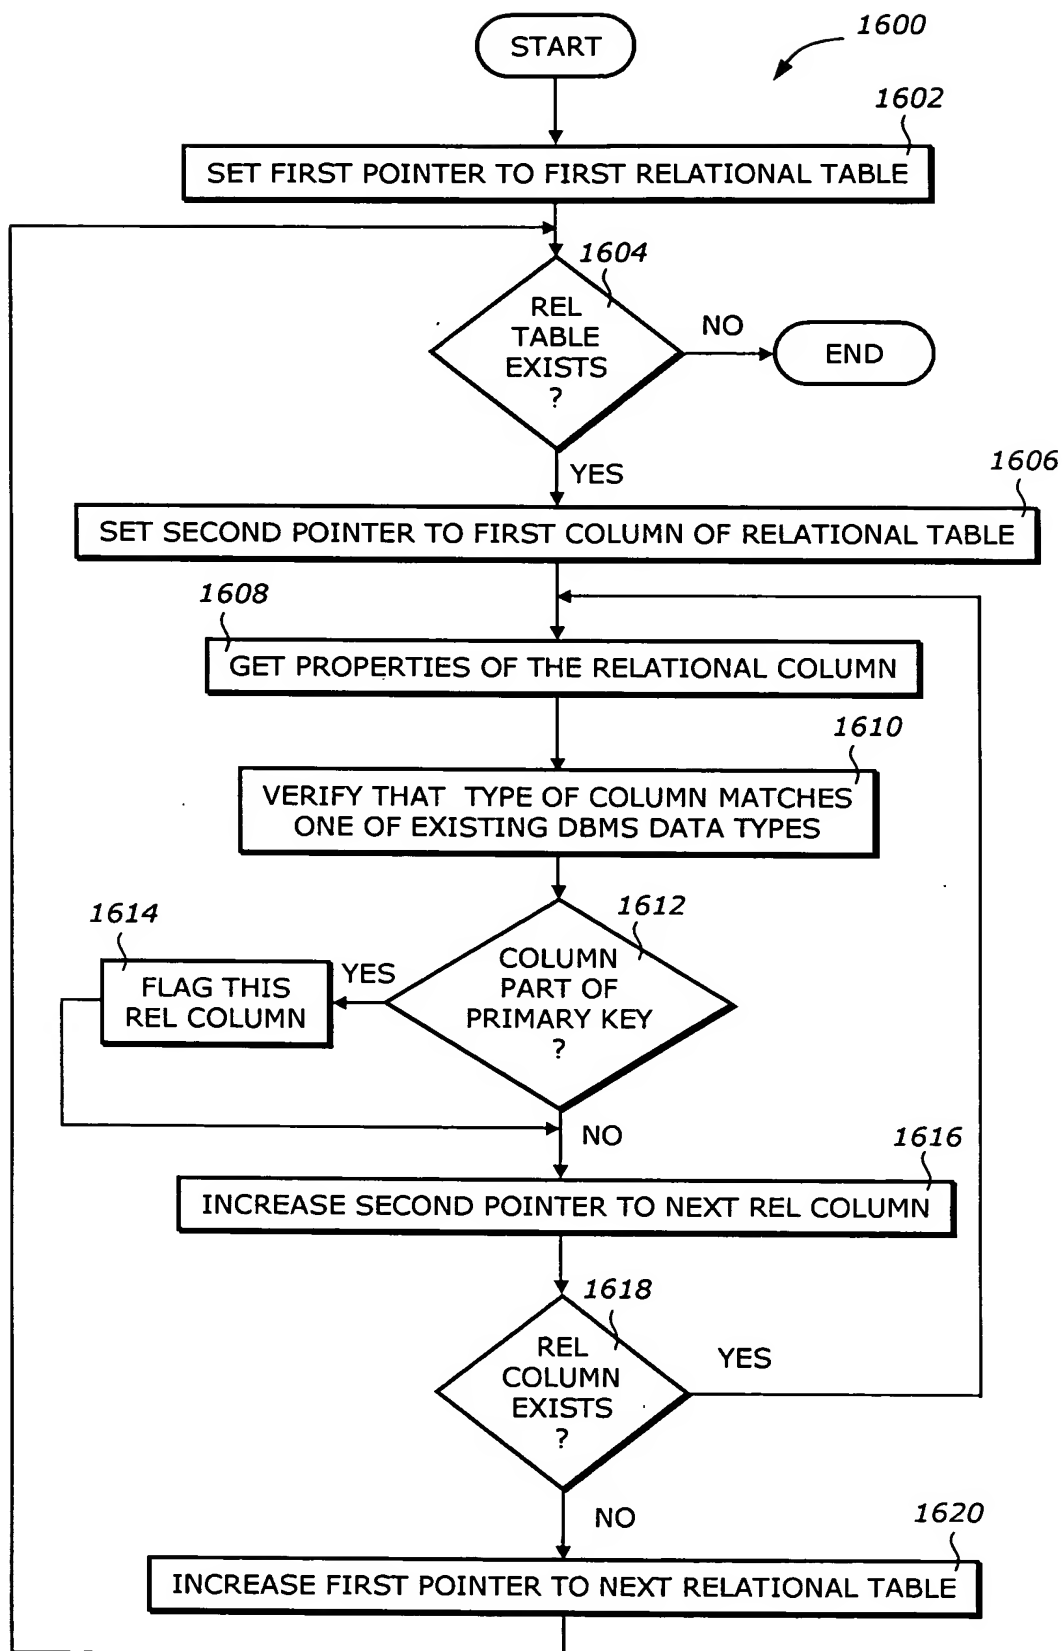 START
1600
1602
SET FIRST POINTER TO FIRST RELATIONAL TABLE
1604
REL
TABLE
EXISTS
?
NO
END
YES
1606
SET SECOND POINTER TO FIRST COLUMN OF RELATIONAL TABLE
1608
GET PROPERTIES OF THE RELATIONAL COLUMN
1610
VERIFY THAT TYPE OF COLUMN MATCHES
ONE OF EXISTING DBMS DATA TYPES
1612
COLUMN
PART OF
PRIMARY KEY
?
YES
1614
FLAG THIS
REL COLUMN
NO
1616
INCREASE SECOND POINTER TO NEXT REL COLUMN
1618
REL
COLUMN
EXISTS
?
YES
NO
1620
INCREASE FIRST POINTER TO NEXT RELATIONAL TABLE